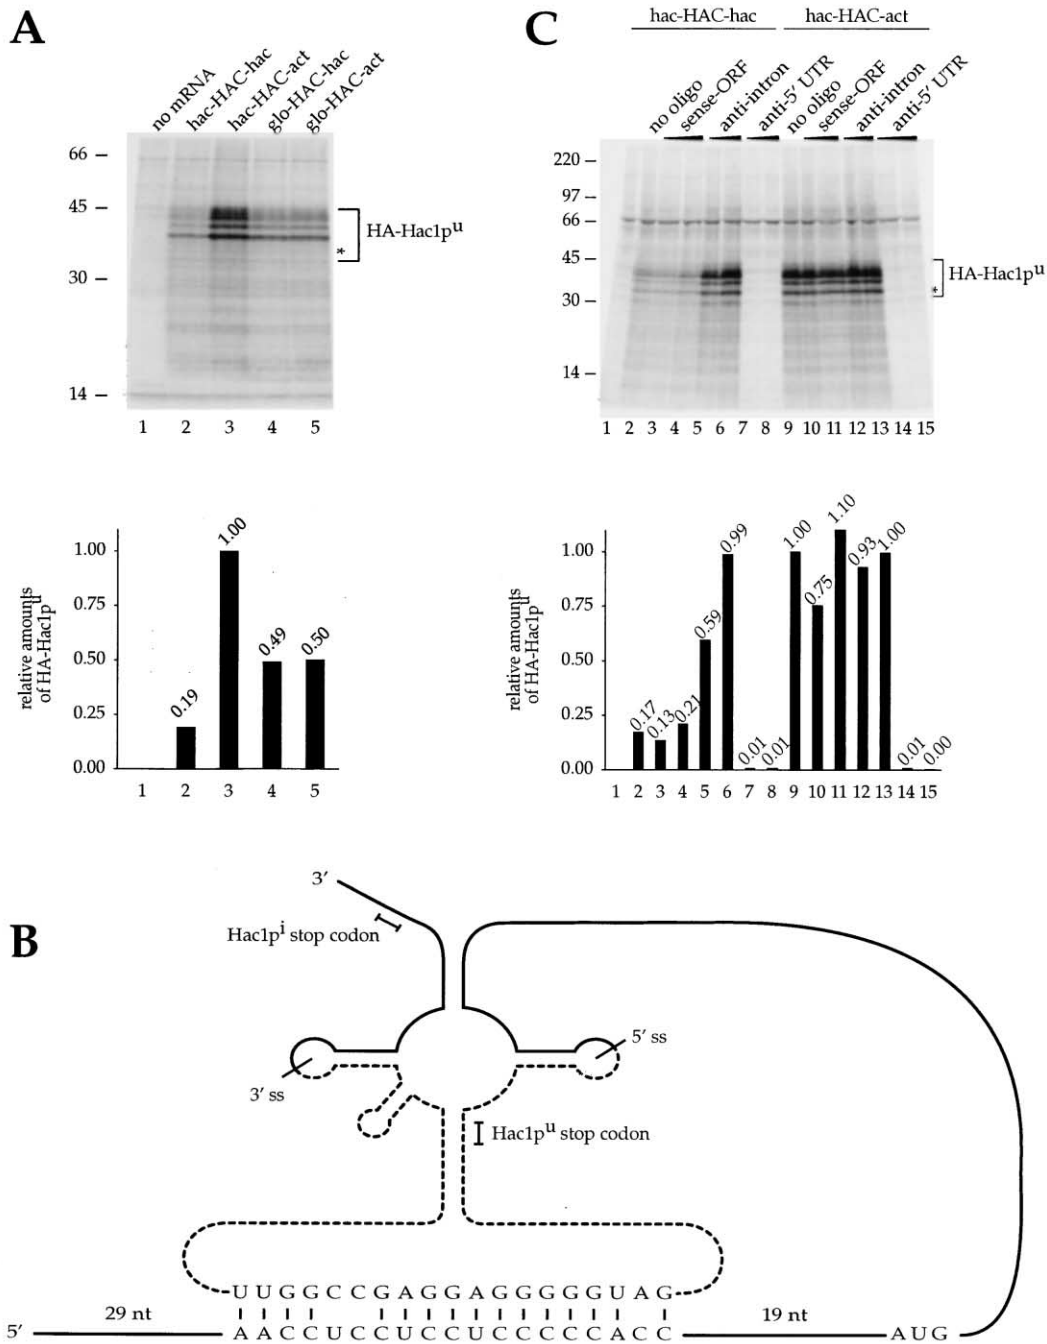 A
no mRNA
hac-HAC-hac
hac-HAC-act
glo-HAC-hac
glo-HAC-act
66
45
30
14
HA-Hac1pᵘ
*
1 2 3 4 5
relative amounts
of HA-Hac1pᵘ
1.00
0.75
0.50
0.25
0.00
0.19
1.00
0.49
0.50
1 2 3 4 5
C
hac-HAC-hac hac-HAC-act
no oligo
sense-ORF
anti-intron
anti-5′ UTR
no oligo
sense-ORF
anti-intron
anti-5′ UTR
220
97
66
45
30
14
HA-Hac1pᵘ
*
1 2 3 4 5 6 7 8 9 10 11 12 13 14 15
relative amounts
of HA-Hac1pᵘ
1.00
0.75
0.50
0.25
0.00
0.17
0.13
0.21
0.59
0.99
0.01
0.01
1.00
0.75
1.10
0.93
1.00
0.01
0.00
1 2 3 4 5 6 7 8 9 10 11 12 13 14 15
B
3′
Hac1pⁱ stop codon
5′ ss
3′ ss
Hac1pᵘ stop codon
U U G G C C G A G G A G G G G G U A G
29 nt
19 nt
5′
A A C C U C C U C C U C C C C C A C C
A U G